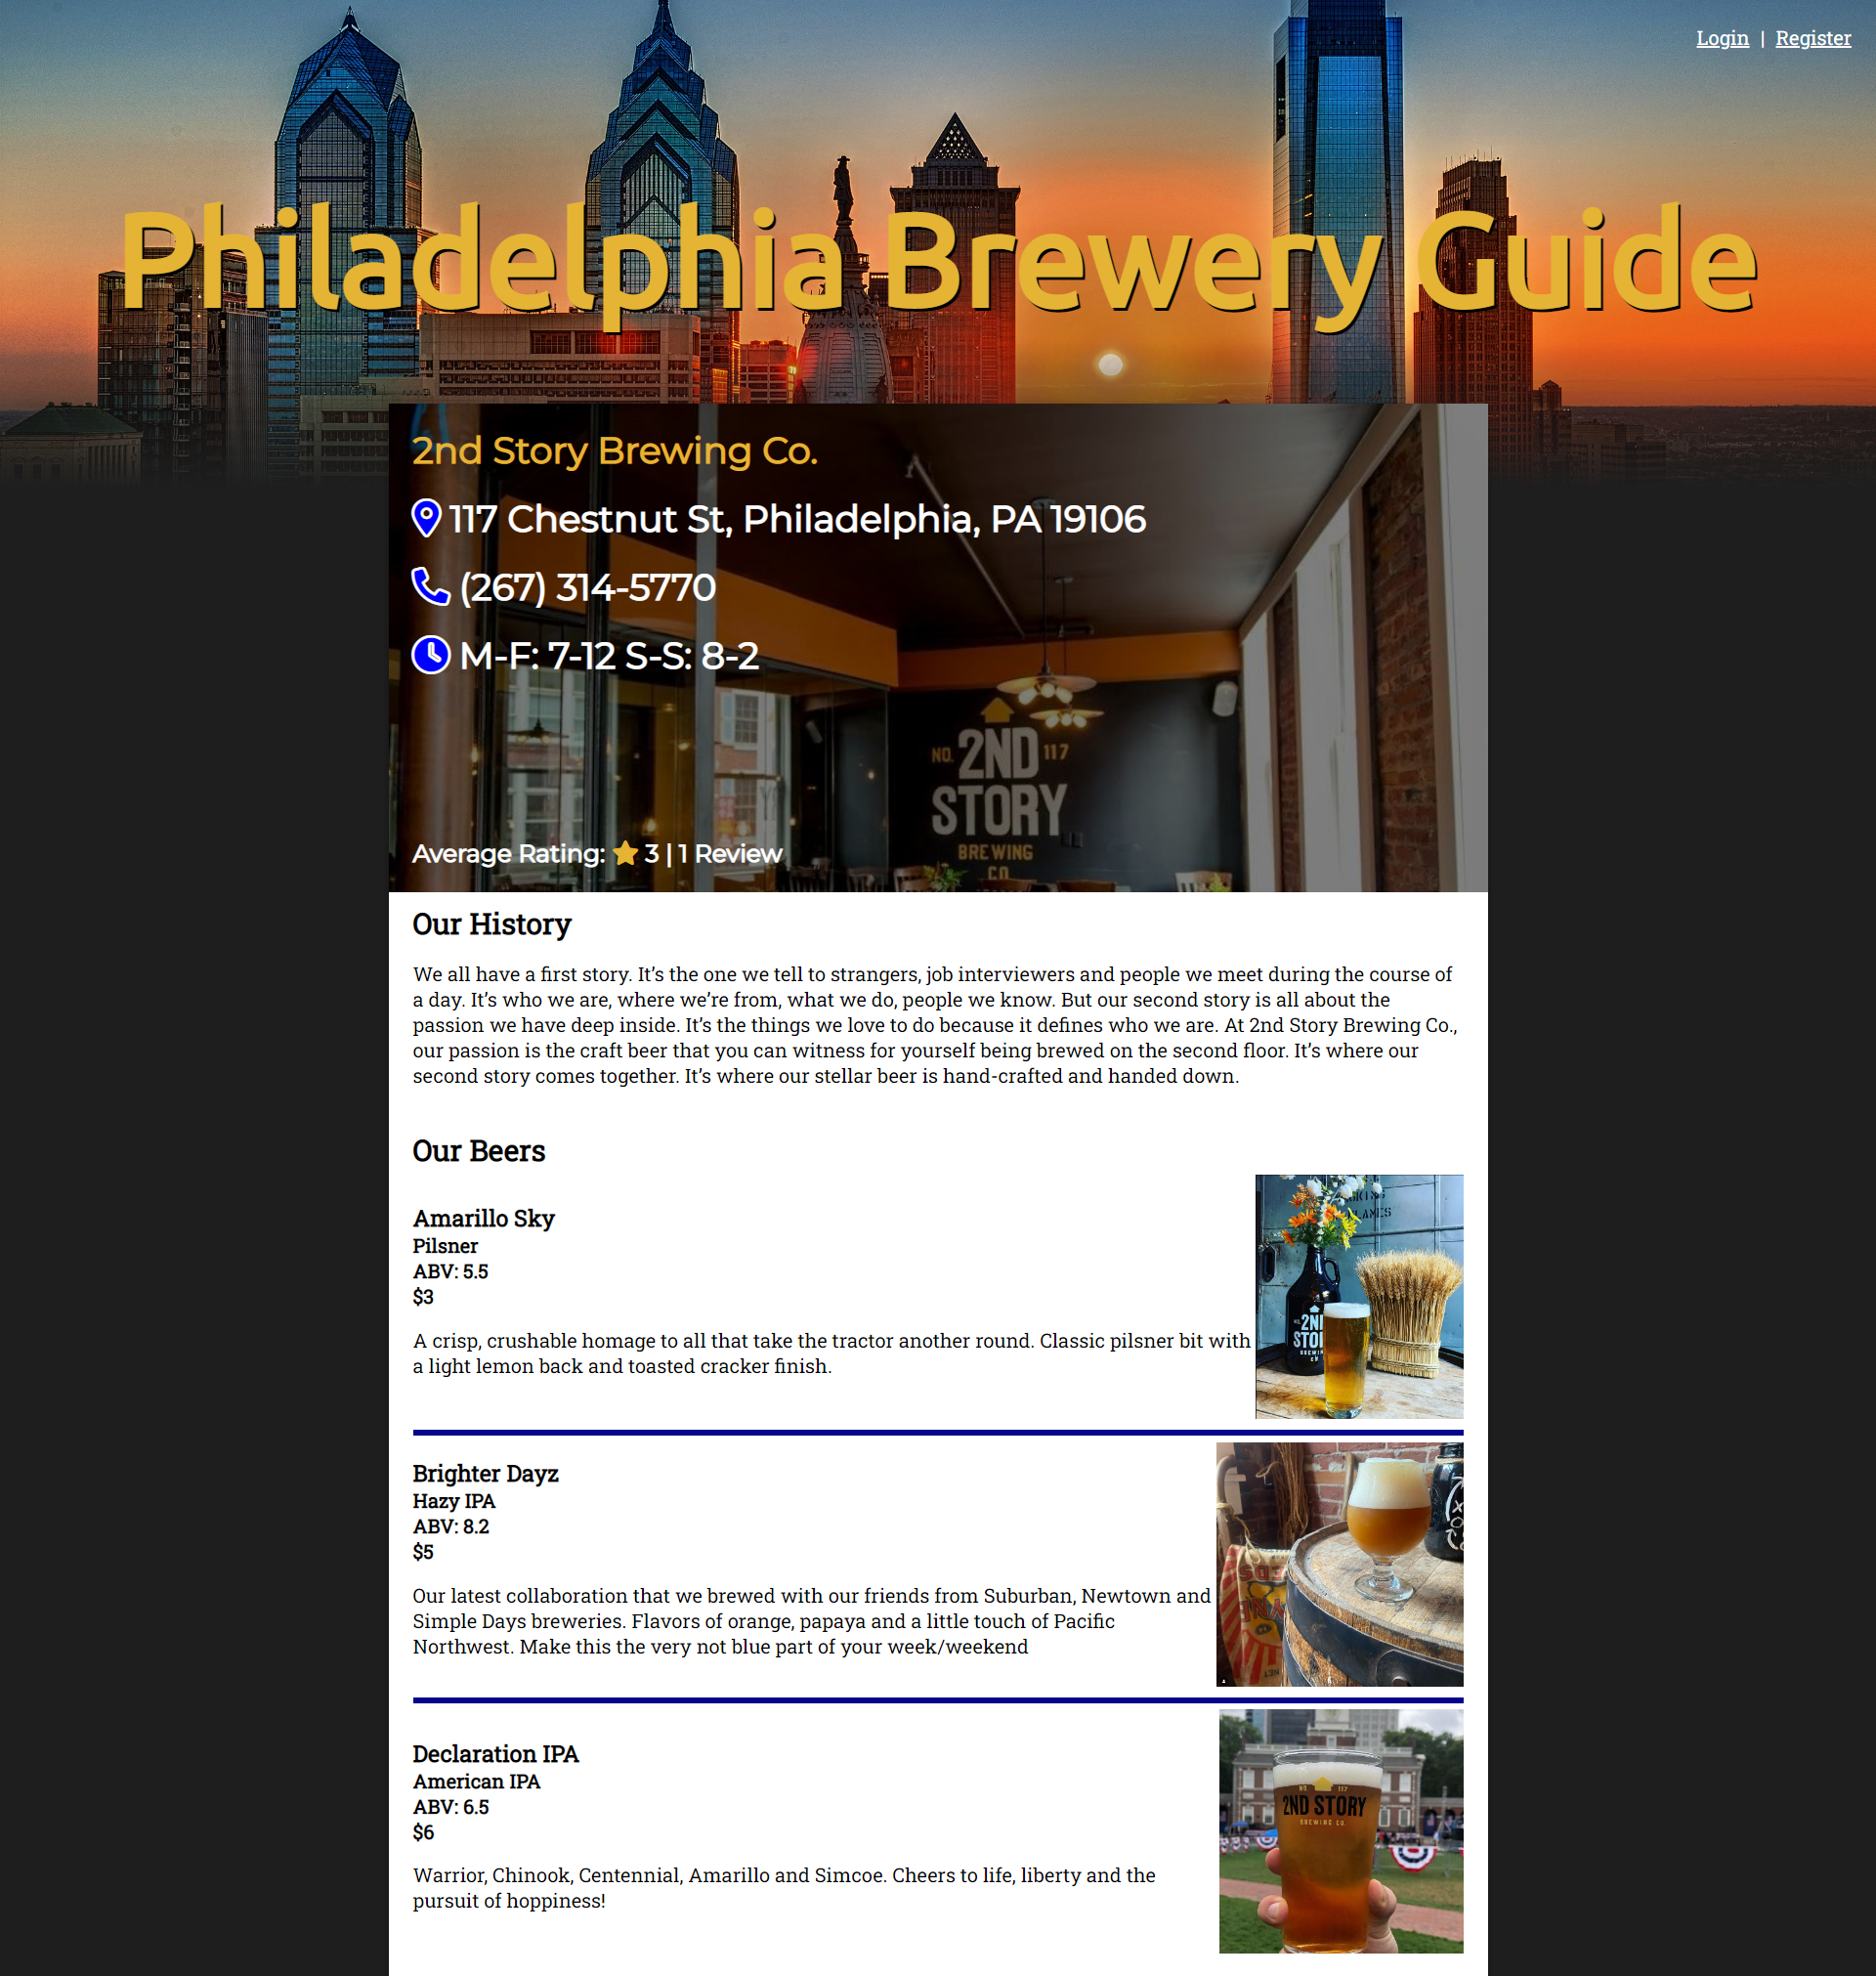 Login | Register
Philadelphia Brewery Guide
2nd Story Brewing Co.
117 Chestnut St, Philadelphia, PA 19106
(267) 314-5770
M-F: 7-12 S-S: 8-2
NO. 2ND 117
STORY
BREWING
CO.
Average Rating: 3 | 1 Review
Our History
We all have a first story. It’s the one we tell to strangers, job interviewers and people we meet during the course of
a day. It’s who we are, where we’re from, what we do, people we know. But our second story is all about the
passion we have deep inside. It’s the things we love to do because it defines who we are. At 2nd Story Brewing Co.,
our passion is the craft beer that you can witness for yourself being brewed on the second floor. It’s where our
second story comes together. It’s where our stellar beer is hand-crafted and handed down.
Our Beers
Amarillo Sky
Pilsner
ABV: 5.5
$3
A crisp, crushable homage to all that take the tractor another round. Classic pilsner bit with
a light lemon back and toasted cracker finish.
Brighter Dayz
Hazy IPA
ABV: 8.2
$5
Our latest collaboration that we brewed with our friends from Suburban, Newtown and
Simple Days breweries. Flavors of orange, papaya and a little touch of Pacific
Northwest. Make this the very not blue part of your week/weekend
Declaration IPA
American IPA
ABV: 6.5
$6
Warrior, Chinook, Centennial, Amarillo and Simcoe. Cheers to life, liberty and the
pursuit of hoppiness!
NO. 117
2ND STORY
BREWING CO.